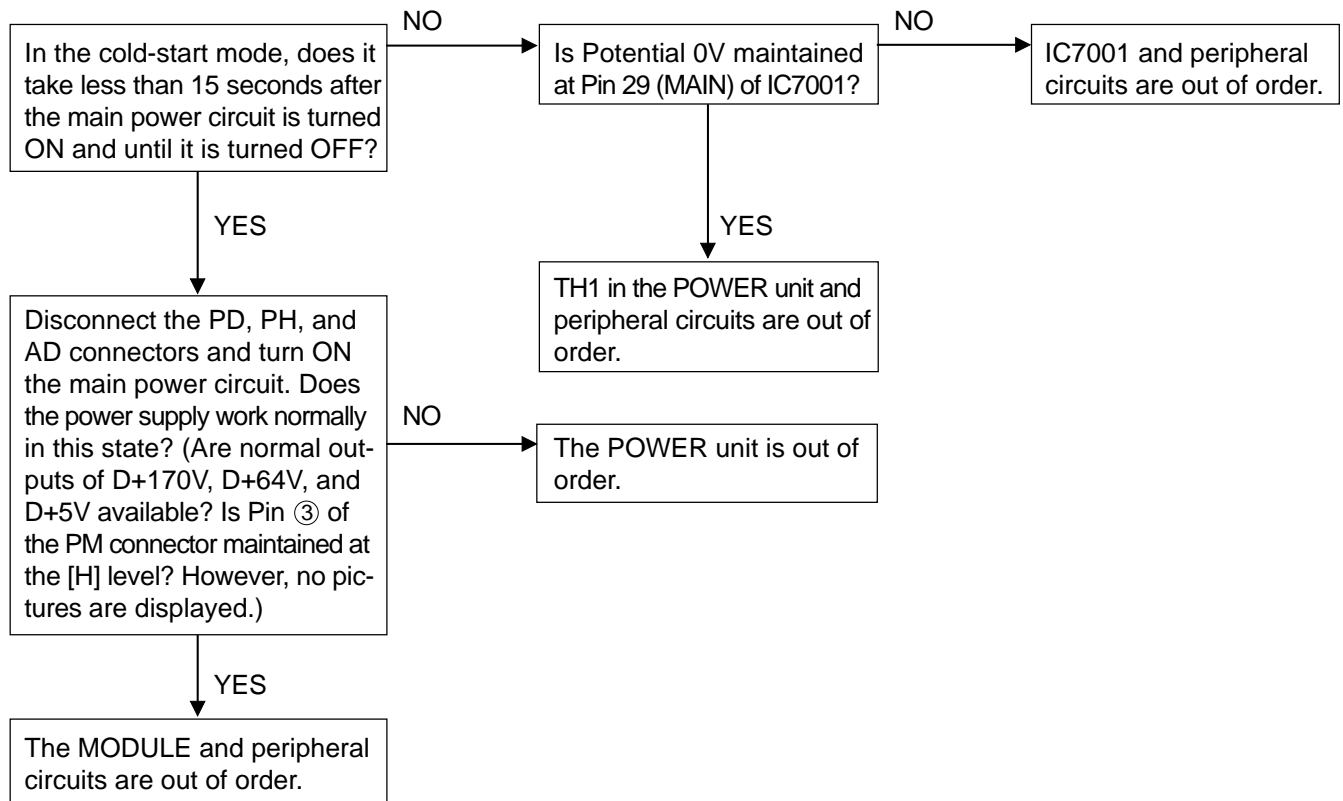 In the cold-start mode, does it
take less than 15 seconds after
the main power circuit is turned
ON and until it is turned OFF?
NO
Is Potential 0V maintained
at Pin 29 (MAIN) of IC7001?
NO
IC7001 and peripheral
circuits are out of order.
YES
YES
TH1 in the POWER unit and
peripheral circuits are out of
order.
Disconnect the PD, PH, and
AD connectors and turn ON
the main power circuit. Does
the power supply work normally
in this state? (Are normal out-
puts of D+170V, D+64V, and
D+5V available? Is Pin ③ of
the PM connector maintained at
the [H] level? However, no pic-
tures are displayed.)
NO
The POWER unit is out of
order.
YES
The MODULE and peripheral
circuits are out of order.